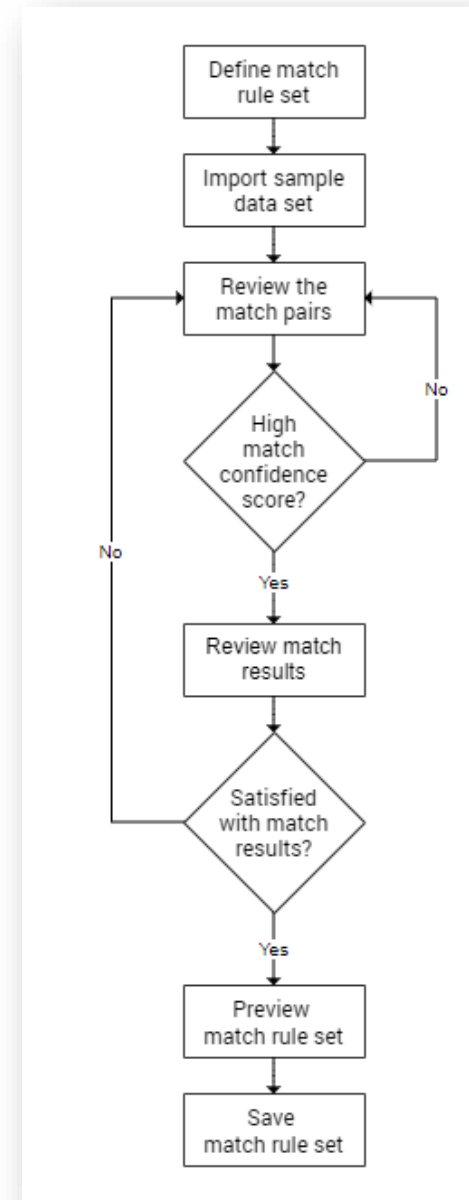 Define match
rule set
Import sample
data set
Review the
match pairs
No
High
match
confidence
score?
No
Yes
Review match
results
Satisfied
with match
results?
Yes
Preview
match rule set
Save
match rule set